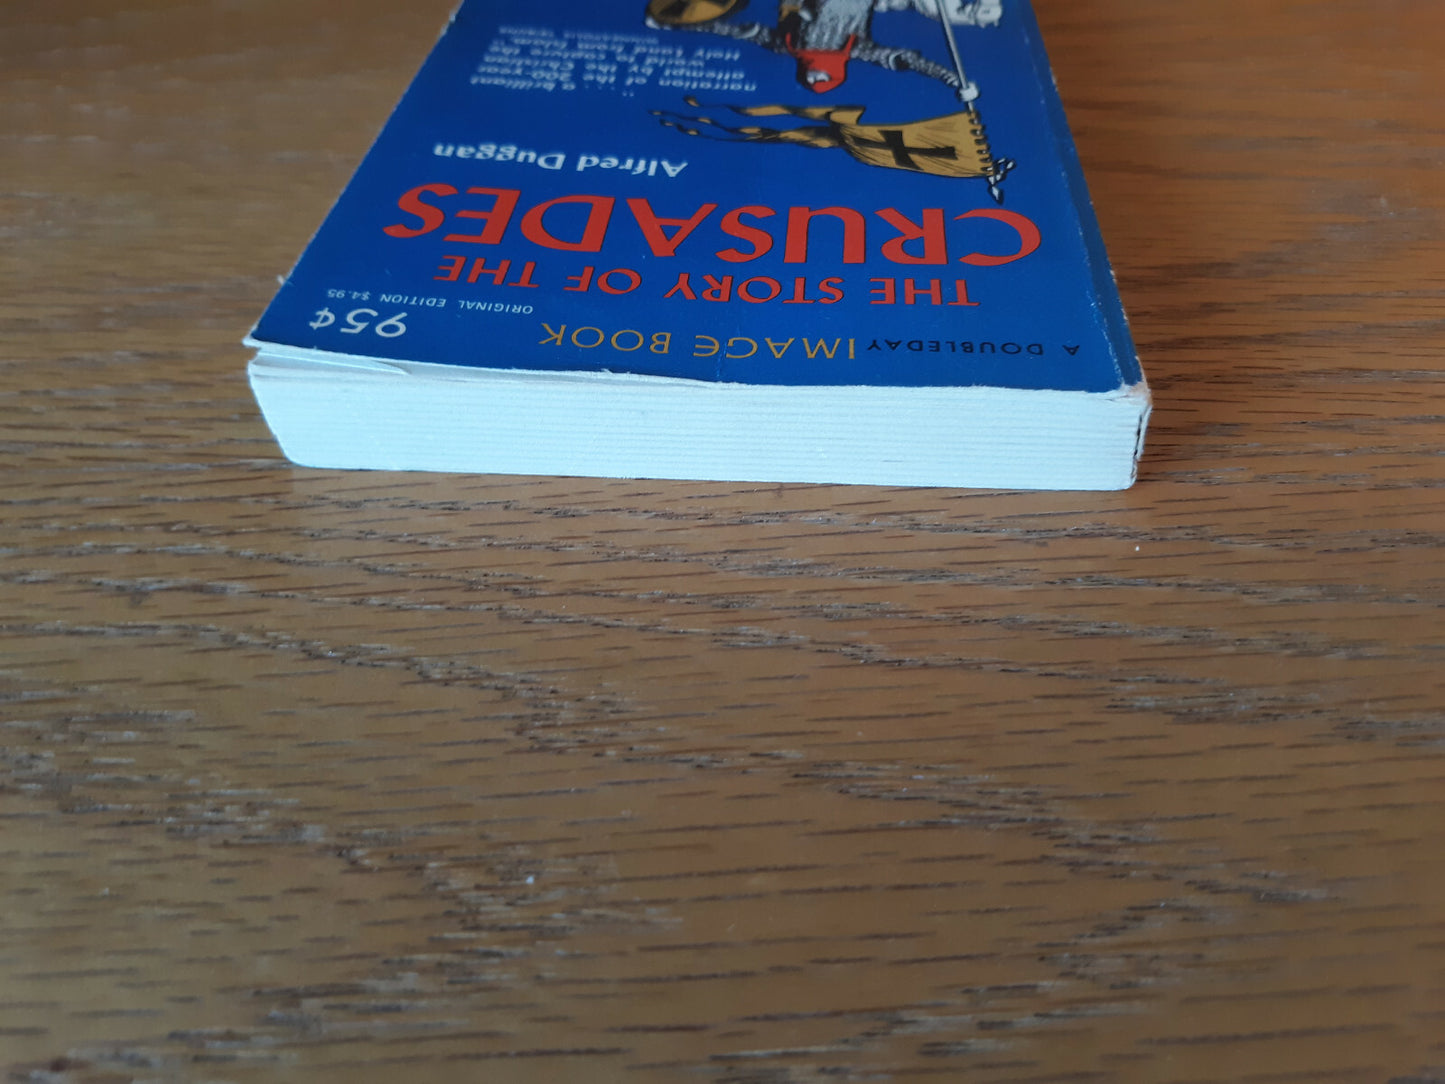 A DOUBLEDAY IMAGE BOOK
95¢
ORIGINAL EDITION $4.95
THE STORY OF THE
CRUSADES
Alfred Duggan
". . . a brilliant
narration of the 200-year
attempt by the Christian
world to recapture the
Holy Land from Islam.